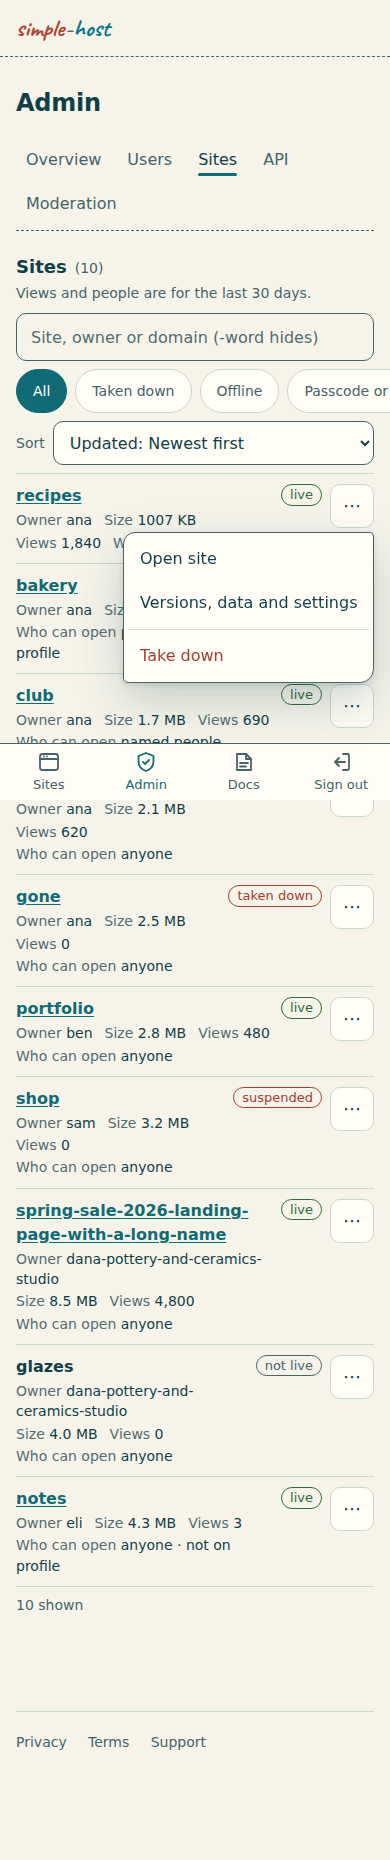 simple-host
Admin
Overview Users Sites API
Moderation
Sites (10)
Views and people are for the last 30 days.
Site, owner or domain (-word hides)
All Taken down Offline Passcode or
Sort Updated: Newest first
recipes live ...
Owner ana Size 1007 KB
Views 1,840
Open site
Versions, data and settings
Take down
bakery
Owner ana
Who can open
profile
club live ...
Owner ana Size 1.7 MB Views 690
Who can open named people
Sites Admin Docs Sign out
Owner ana Size 2.1 MB
Views 620
Who can open anyone
gone taken down ...
Owner ana Size 2.5 MB
Views 0
Who can open anyone
portfolio live ...
Owner ben Size 2.8 MB Views 480
Who can open anyone
shop suspended ...
Owner sam Size 3.2 MB
Views 0
Who can open anyone
spring-sale-2026-landing- live ...
page-with-a-long-name
Owner dana-pottery-and-ceramics-
studio
Size 8.5 MB Views 4,800
Who can open anyone
glazes not live ...
Owner dana-pottery-and-
ceramics-studio
Size 4.0 MB Views 0
Who can open anyone
notes live ...
Owner eli Size 4.3 MB Views 3
Who can open anyone · not on
profile
10 shown
Privacy Terms Support